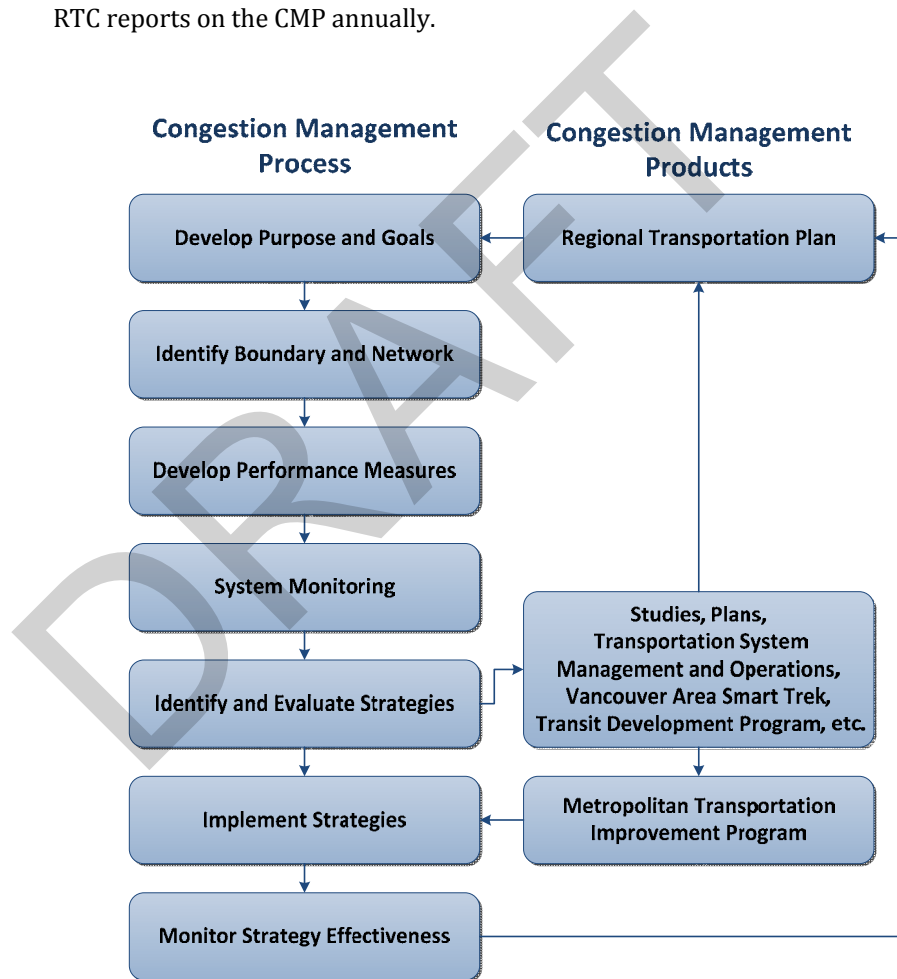 RTC reports on the CMP annually.
Congestion Management
Process
Congestion Management
Products
Develop Purpose and Goals
Regional Transportation Plan
Identify Boundary and Network
Develop Performance Measures
System Monitoring
Identify and Evaluate Strategies
Studies, Plans,
Transportation System
Management and Operations,
Vancouver Area Smart Trek,
Transit Development Program, etc.
Implement Strategies
Metropolitan Transportation
Improvement Program
Monitor Strategy Effectiveness
DRAFT